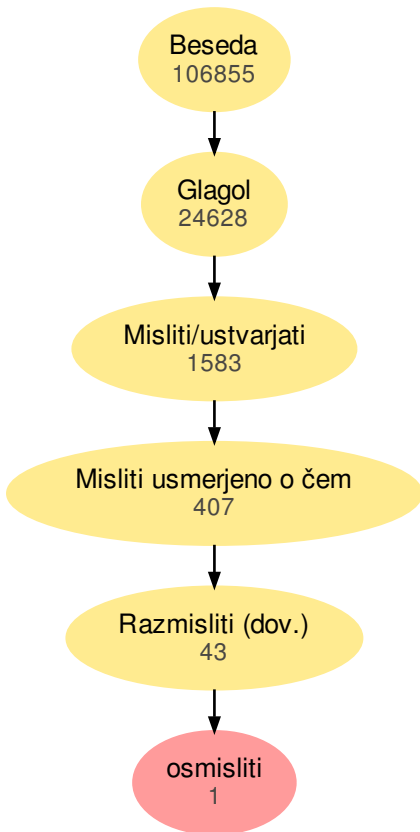 Beseda
106855
Glagol
24628
Misliti/ustvarjati
1583
Misliti usmerjeno o čem
407
Razmisliti (dov.)
43
osmisliti
1